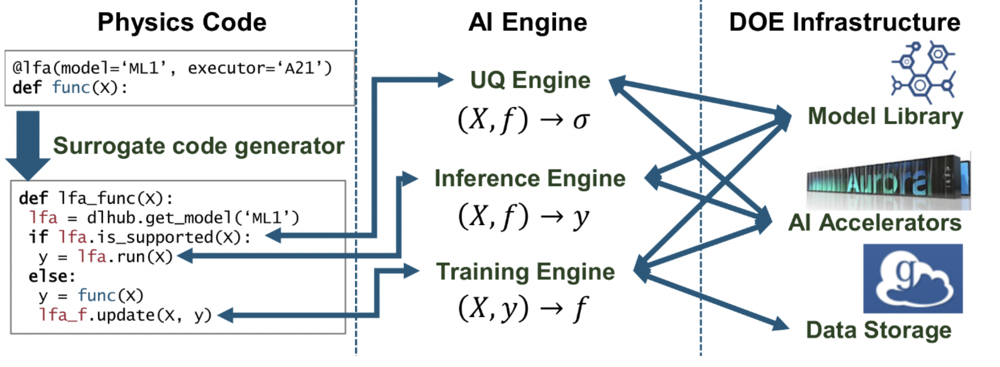 Physics Code
@lfa(model=‘ML1’, executor=‘A21’)
def func(X):
Surrogate code generator
def lfa_func(X):
lfa = dlhub.get_model(‘ML1’)
if lfa.is_supported(X):
y = lfa.run(X)
else:
y = func(X)
lfa_f.update(X, y)
AI Engine
UQ Engine
(X, f) → σ
Inference Engine
(X, f) → y
Training Engine
(X, y) → f
DOE Infrastructure
Model Library
Aurora
AI Accelerators
g
Data Storage